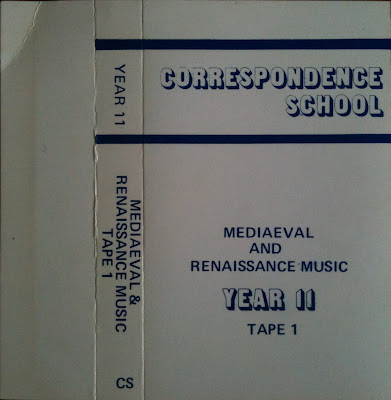 YEAR 11
MEDIAEVAL &
RENAISSANCE MUSIC
TAPE 1
CS
CORRESPONDENCE
SCHOOL
MEDIAEVAL
AND
RENAISSANCE MUSIC
YEAR 11
TAPE 1